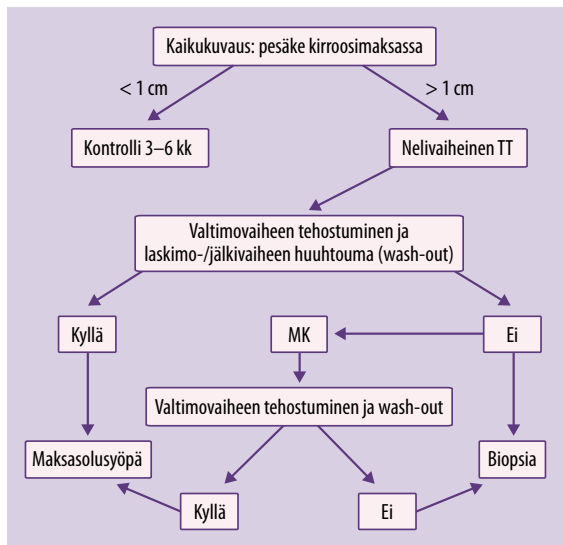 Kaikukuvaus: pesäke kirroosimaksassa
< 1 cm
> 1 cm
Kontrolli 3–6 kk
Nelivaiheinen TT
Valtimovaiheen tehostuminen ja
laskimo-/jälkivaiheen huuhtouma (wash-out)
Kyllä
MK
Ei
Valtimovaiheen tehostuminen ja wash-out
Maksasolusyöpä
Biopsia
Kyllä
Ei